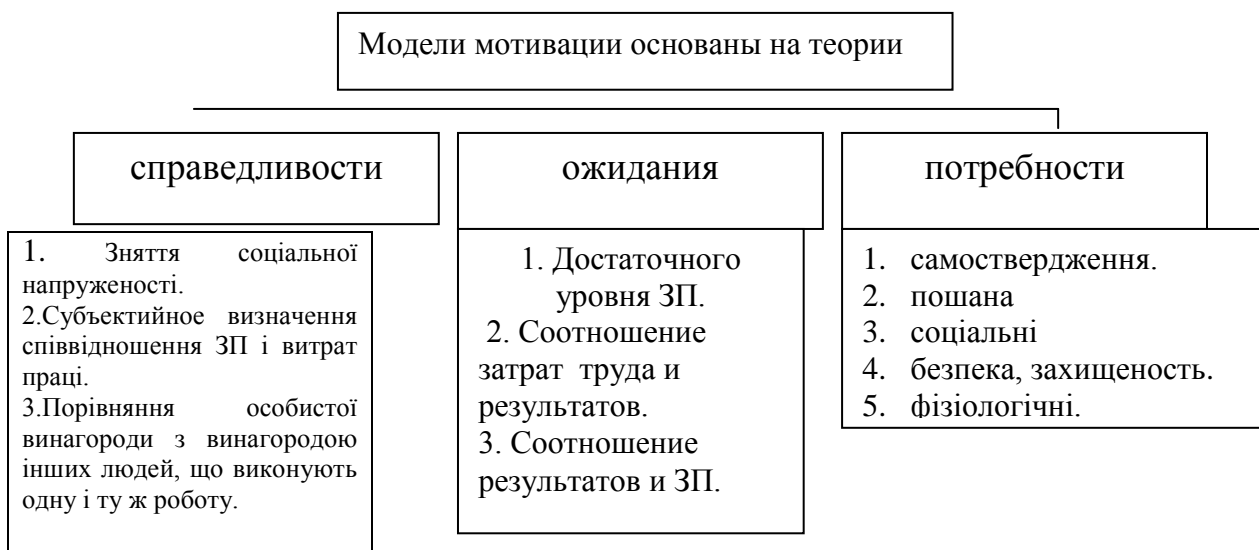 Модели мотивации основаны на теории
справедливости
ожидания
потребности
1. Зняття соціальної
напруженості.
2.Субъектийное визначення
співвідношення ЗП і витрат
праці.
3.Порівняння особистої
винагороди з винагородою
інших людей, що виконують
одну і ту ж роботу.
1. Достаточного
уровня ЗП.
2. Соотношение
затрат труда и
результатов.
3. Соотношение
результатов и ЗП.
1. самоствердження.
2. пошана
3. соціальні
4. безпека, захищеность.
5. фізіологічні.